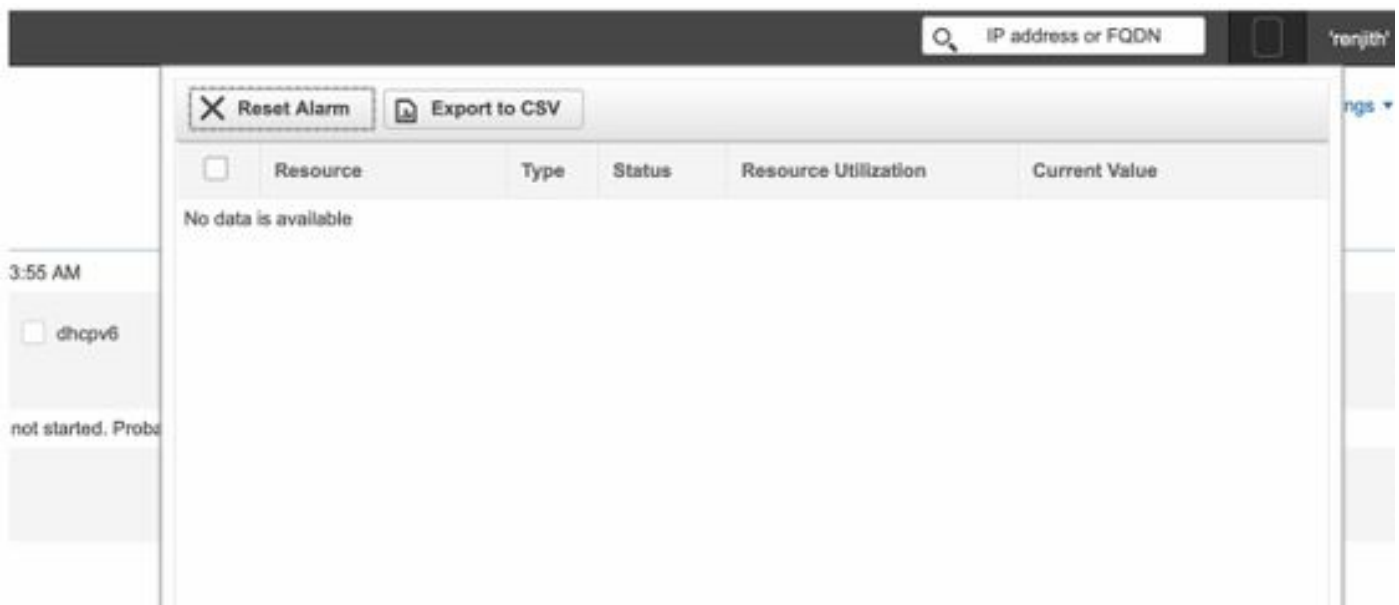 IP address or FQDN 'renjith'
Reset Alarm Export to CSV
ngs
Resource Type Status Resource Utilization Current Value
No data is available
3:55 AM
dhcpv6
not started. Proba